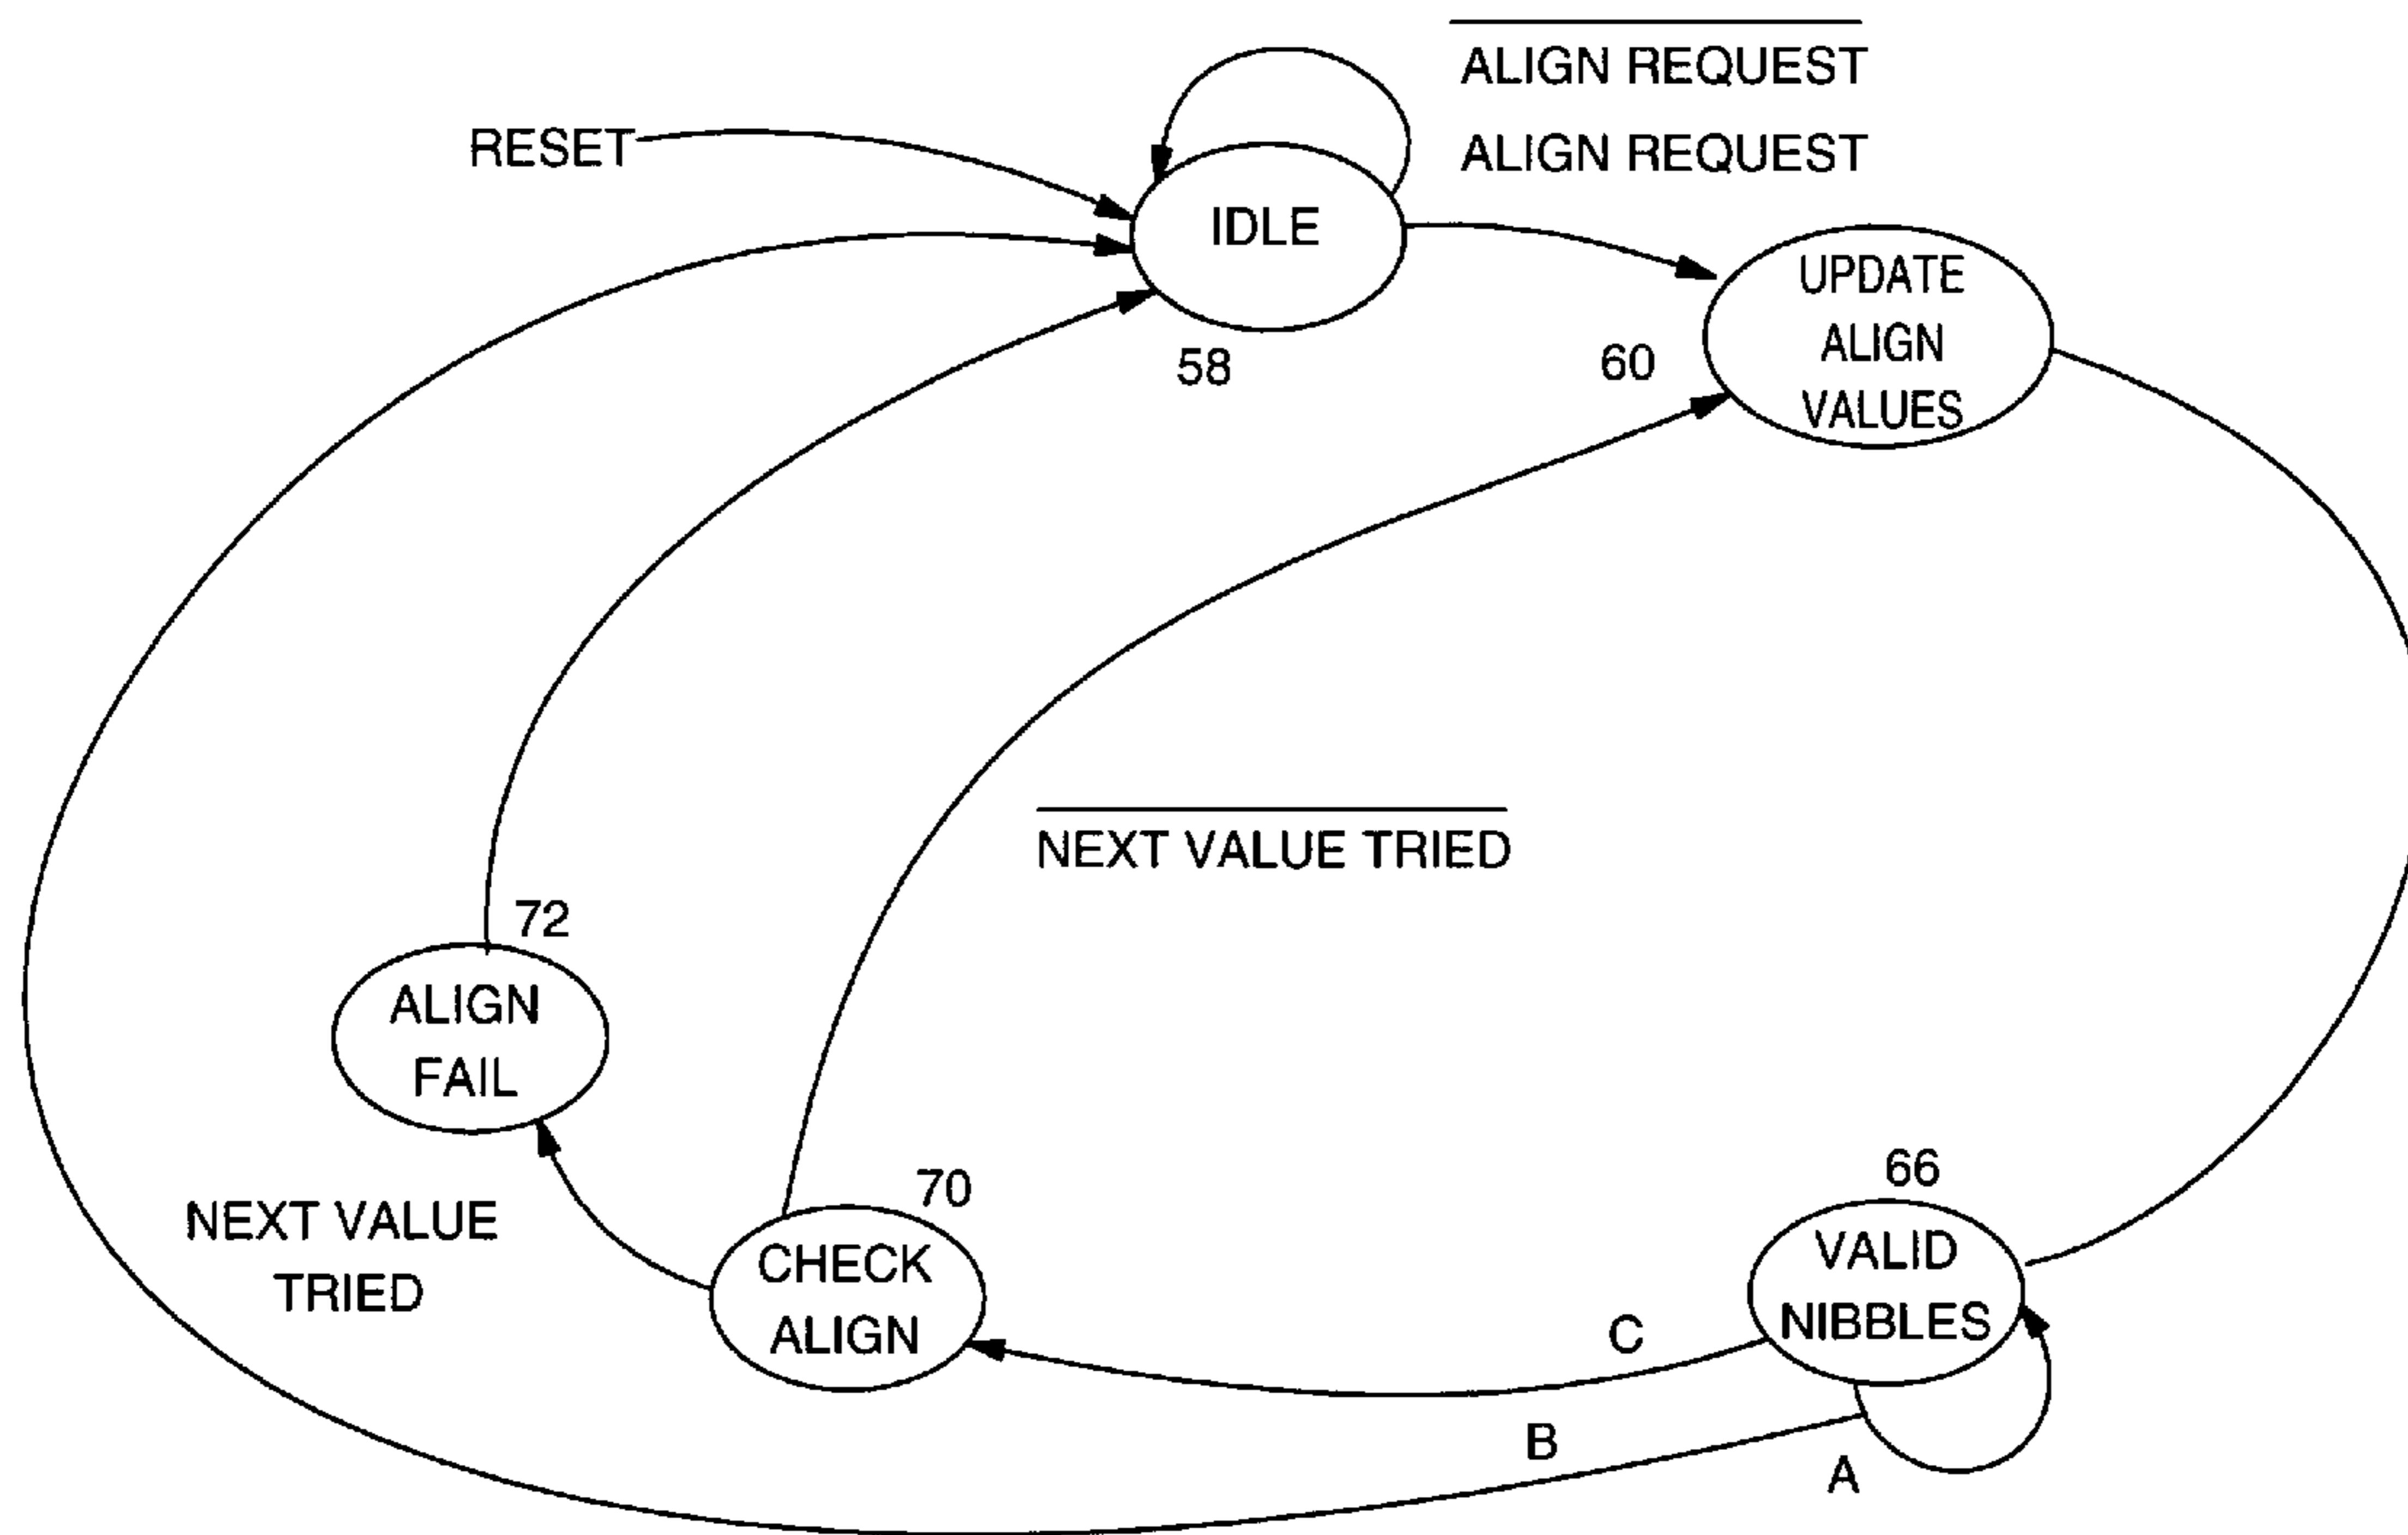 ALIGN REQUEST
RESET
ALIGN REQUEST
IDLE
58
60
UPDATE
ALIGN
VALUES
NEXT VALUE TRIED
72
ALIGN
FAIL
NEXT VALUE
TRIED
70
CHECK
ALIGN
66
VALID
NIBBLES
C
B
A